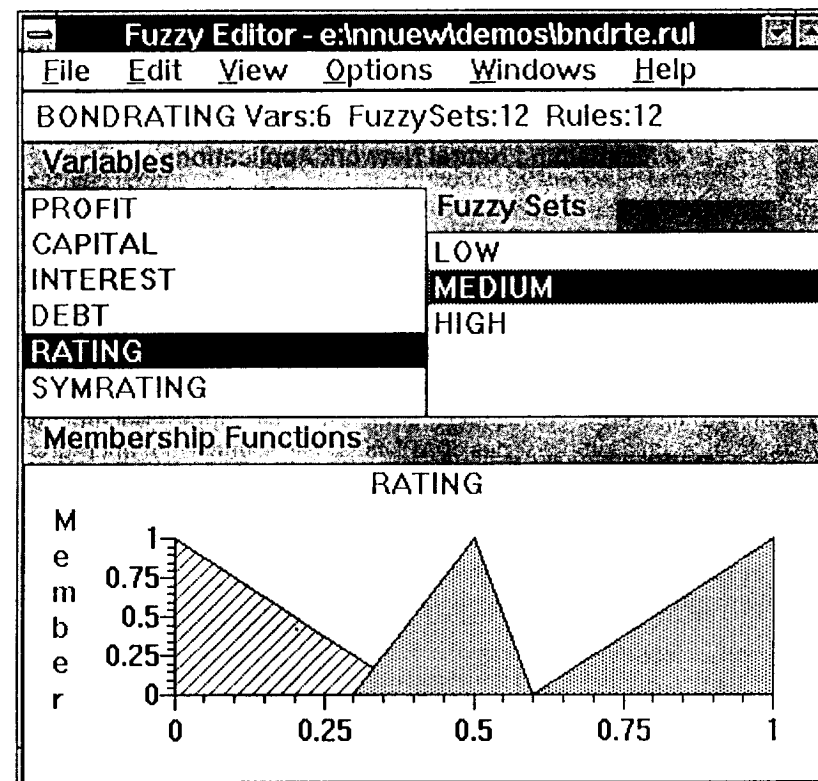 Fuzzy Editor - e:\nnuew\demos\bndrte.rul
File Edit View Options Windows Help
BONDRATING Vars:6 FuzzySets:12 Rules:12
Variables
PROFIT
CAPITAL
INTEREST
DEBT
RATING
SYMRATING
Fuzzy Sets
LOW
MEDIUM
HIGH
Membership Functions
RATING
Member
1
0.75
0.5
0.25
0
0 0.25 0.5 0.75 1